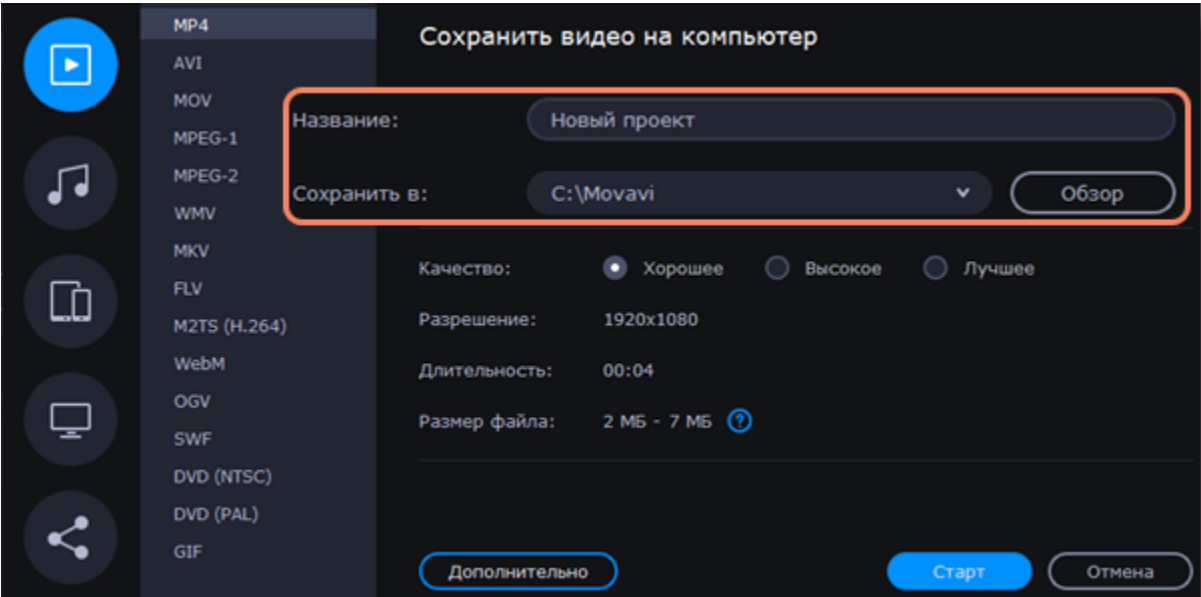 MP4
AVI
MOV
MPEG-1
MPEG-2
WMV
MKV
FLV
M2TS (H.264)
WebM
OGV
SWF
DVD (NTSC)
DVD (PAL)
GIF
Сохранить видео на компьютер
Название: Новый проект
Сохранить в: C:\Movavi Обзор
Качество: Хорошее Высокое Лучшее
Разрешение: 1920x1080
Длительность: 00:04
Размер файла: 2 МБ - 7 МБ ?
Дополнительно Старт Отмена